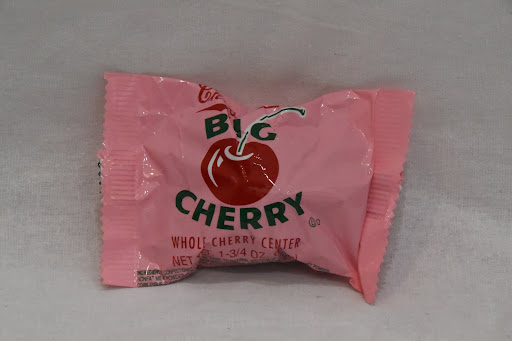 BIG
CHERRY
WHOLE CHERRY CENTER
NET 1-3/4 OZ.